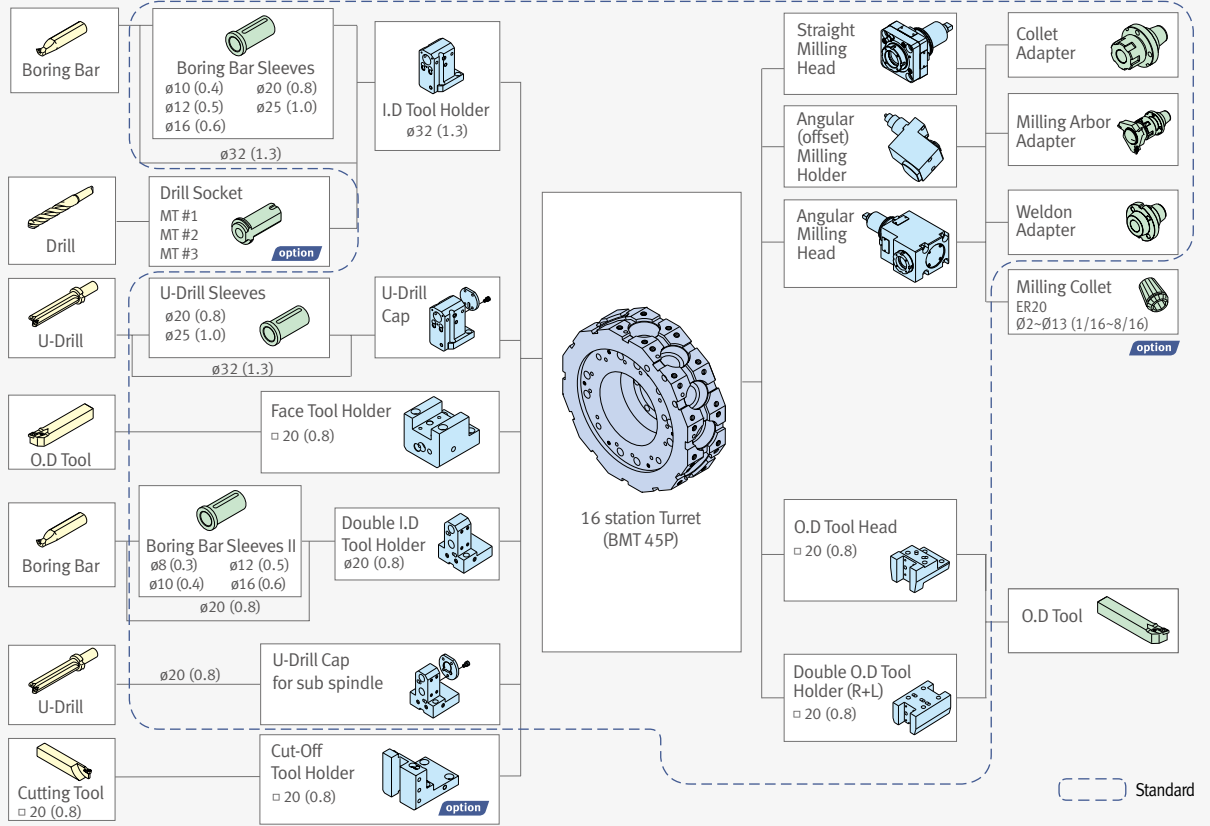 Boring Bar
Boring Bar Sleeves
ø10 (0.4) ø20 (0.8)
ø12 (0.5) ø25 (1.0)
ø16 (0.6)
ø32 (1.3)
I.D Tool Holder
ø32 (1.3)
Drill
Drill Socket
MT #1
MT #2
MT #3
option
U-Drill
U-Drill Sleeves
ø20 (0.8)
ø25 (1.0)
ø32 (1.3)
U-Drill
Cap
O.D Tool
Face Tool Holder
□ 20 (0.8)
Boring Bar
Boring Bar Sleeves II
ø8 (0.3) ø12 (0.5)
ø10 (0.4) ø16 (0.6)
ø20 (0.8)
Double I.D
Tool Holder
ø20 (0.8)
U-Drill
ø20 (0.8)
U-Drill Cap
for sub spindle
Cutting Tool
□ 20 (0.8)
Cut-Off
Tool Holder
□ 20 (0.8)
option
16 station Turret
(BMT 45P)
Straight
Milling
Head
Angular
(offset)
Milling
Holder
Angular
Milling
Head
Collet
Adapter
Milling Arbor
Adapter
Weldon
Adapter
Milling Collet
ER20
Ø2~Ø13 (1/16~8/16)
option
O.D Tool Head
□ 20 (0.8)
Double O.D Tool
Holder (R+L)
□ 20 (0.8)
O.D Tool
Standard